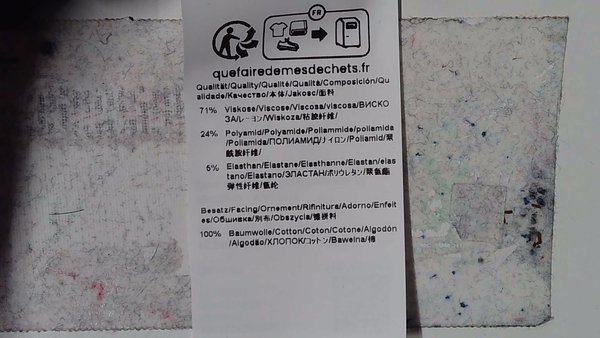 FR
quefairedemesdechets.fr
Qualität/Quality/Qualité/Qualità/Composición/Qu
alidade/Качество/本体/Jakosc/面料
71% Viskose/Viscose/Viscosa/viscosa/ВИСКО
ЗА/レーヨン/Wiskoza/粘胶纤维/
24% Polyamid/Polyamide/Poliammide/poliamida
/Poliamida/ПОЛИАМИД/ナイロン/Poliamid/聚
酰胺纤维/
5% Elasthan/Elastane/Elasthanne/Elastan/elas
tano/Elastano/ЭЛАСТАН/ポリウレタン/聚氨酯
弹性纤维/氨纶
Besatz/Facing/Ornement/Rifinitura/Adorno/Enfeit
es/Обшивка/別布/Obszycia/镶拼料
100% Baumwolle/Cotton/Coton/Cotone/Algodón
/Algodão/ХЛОПОК/コットン/Bawełna/棉